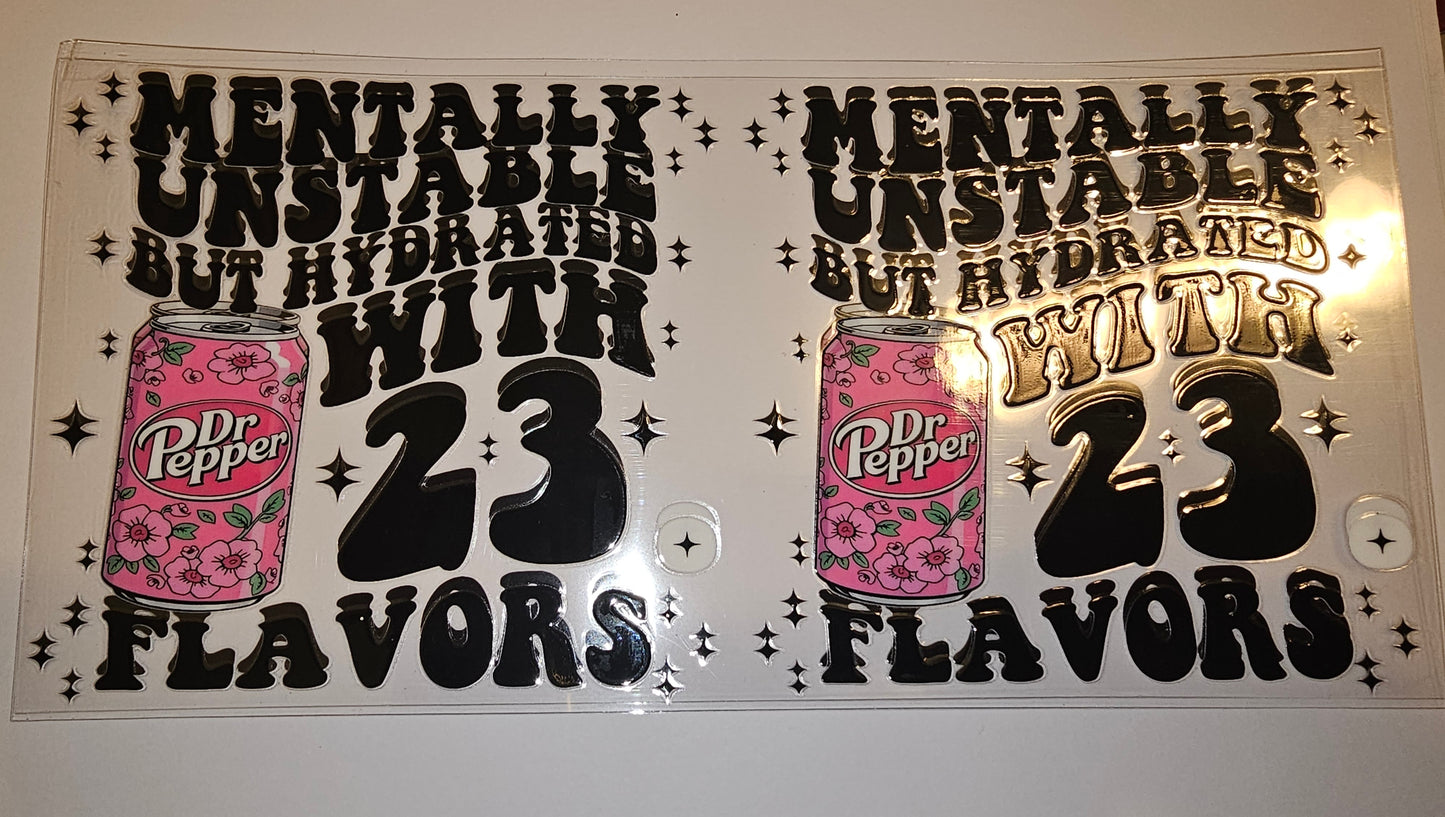 MENTALLY
UNSTABLE
BUT HYDRATED
WITH
Dr
Pepper
23
FLAVORS
MENTALLY
UNSTABLE
BUT HYDRATED
WITH
Dr
Pepper
23
FLAVORS